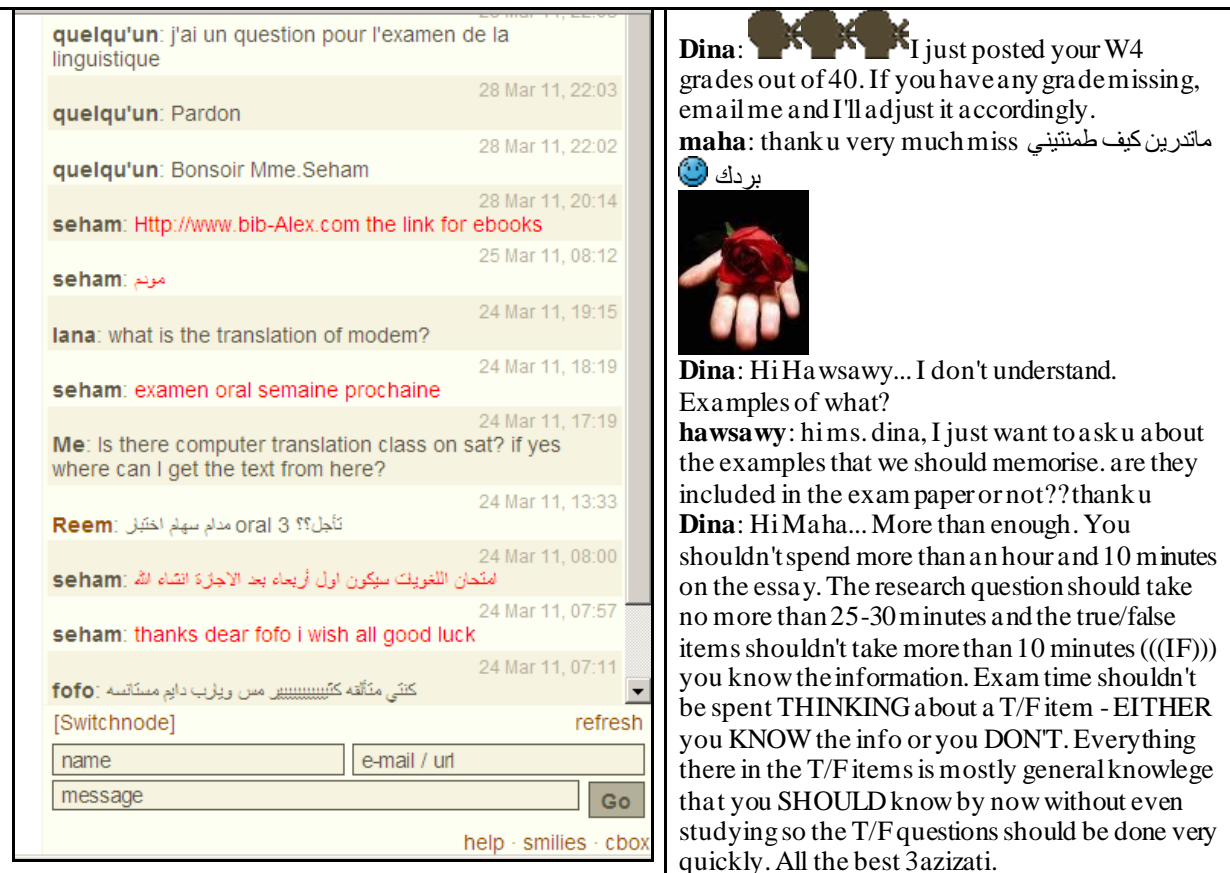 quelqu'un: j'ai un question pour l'examen de la
linguistique
28 Mar 11, 22:03
quelqu'un: Pardon
28 Mar 11, 22:02
quelqu'un: Bonsoir Mme.Seham
28 Mar 11, 20:14
seham: Http://www.bib-Alex.com the link for ebooks
25 Mar 11, 08:12
seham: مودم
24 Mar 11, 19:15
lana: what is the translation of modem?
24 Mar 11, 18:19
seham: examen oral semaine prochaine
24 Mar 11, 17:19
Me: Is there computer translation class on sat? if yes
where can I get the text from here?
24 Mar 11, 13:33
Reem: مدام سهام اختبار oral 3 تأجل؟؟
24 Mar 11, 08:00
seham: امتحان اللغويات سيكون اول أربعاء بعد الاجازة انشاء الله
24 Mar 11, 07:57
seham: thanks dear fofo i wish all good luck
24 Mar 11, 07:11
fofo: كنتي متألقه كثيييييييير مس ويارب دايم مستانسه
[Switchnode] refresh
name e-mail / url
message Go
help · smilies · cbox
Dina: I just posted your W4
grades out of 40. If you have any grade missing,
email me and I'll adjust it accordingly.
maha: thank u very much miss ماتدرين كيف طمنتيني
بردك
Dina: Hi Hawsawy... I don't understand.
Examples of what?
hawsawy: hi ms. dina, I just want to ask u about
the examples that we should memorise. are they
included in the exam paper or not?? thank u
Dina: Hi Maha... More than enough. You
shouldn't spend more than an hour and 10 minutes
on the essay. The research question should take
no more than 25-30 minutes and the true/false
items shouldn't take more than 10 minutes (((IF)))
you know the information. Exam time shouldn't
be spent THINKING about a T/F item - EITHER
you KNOW the info or you DON'T. Everything
there in the T/F items is mostly general knowlege
that you SHOULD know by now without even
studying so the T/F questions should be done very
quickly. All the best 3azizati.